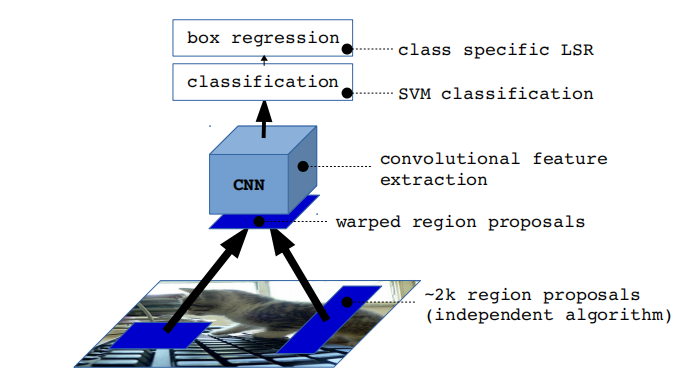 box regression
class specific LSR
classification
SVM classification
convolutional feature
extraction
CNN
warped region proposals
~2k region proposals
(independent algorithm)